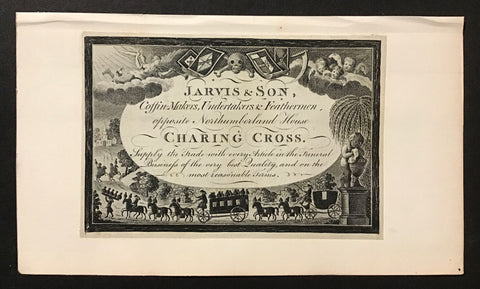 JARVIS & SON,
Coffin-Makers, Undertakers & Feathermen,
opposite Northumberland House
CHARING CROSS.
Supply the Trade with every Article in the Funeral
Business of the very best Quality, and on the
most reasonable terms.